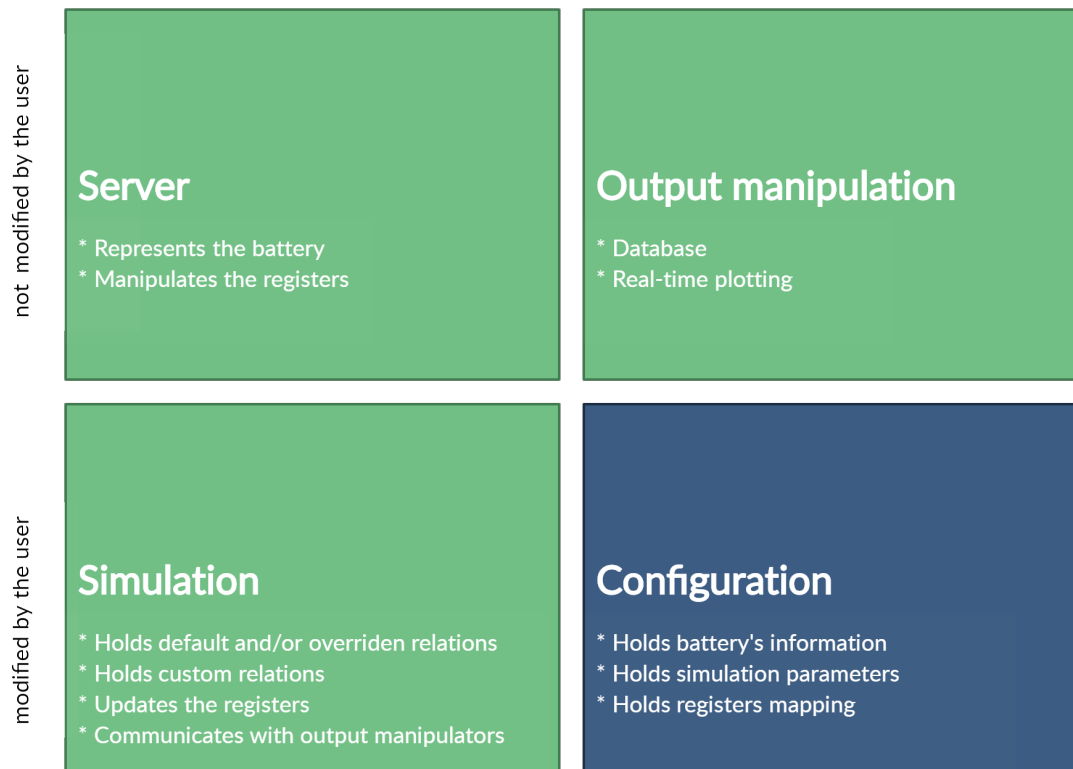 not modified by the user
Server
* Represents the battery
* Manipulates the registers
Output manipulation
* Database
* Real-time plotting
modified by the user
Simulation
* Holds default and/or overriden relations
* Holds custom relations
* Updates the registers
* Communicates with output manipulators
Configuration
* Holds battery's information
* Holds simulation parameters
* Holds registers mapping